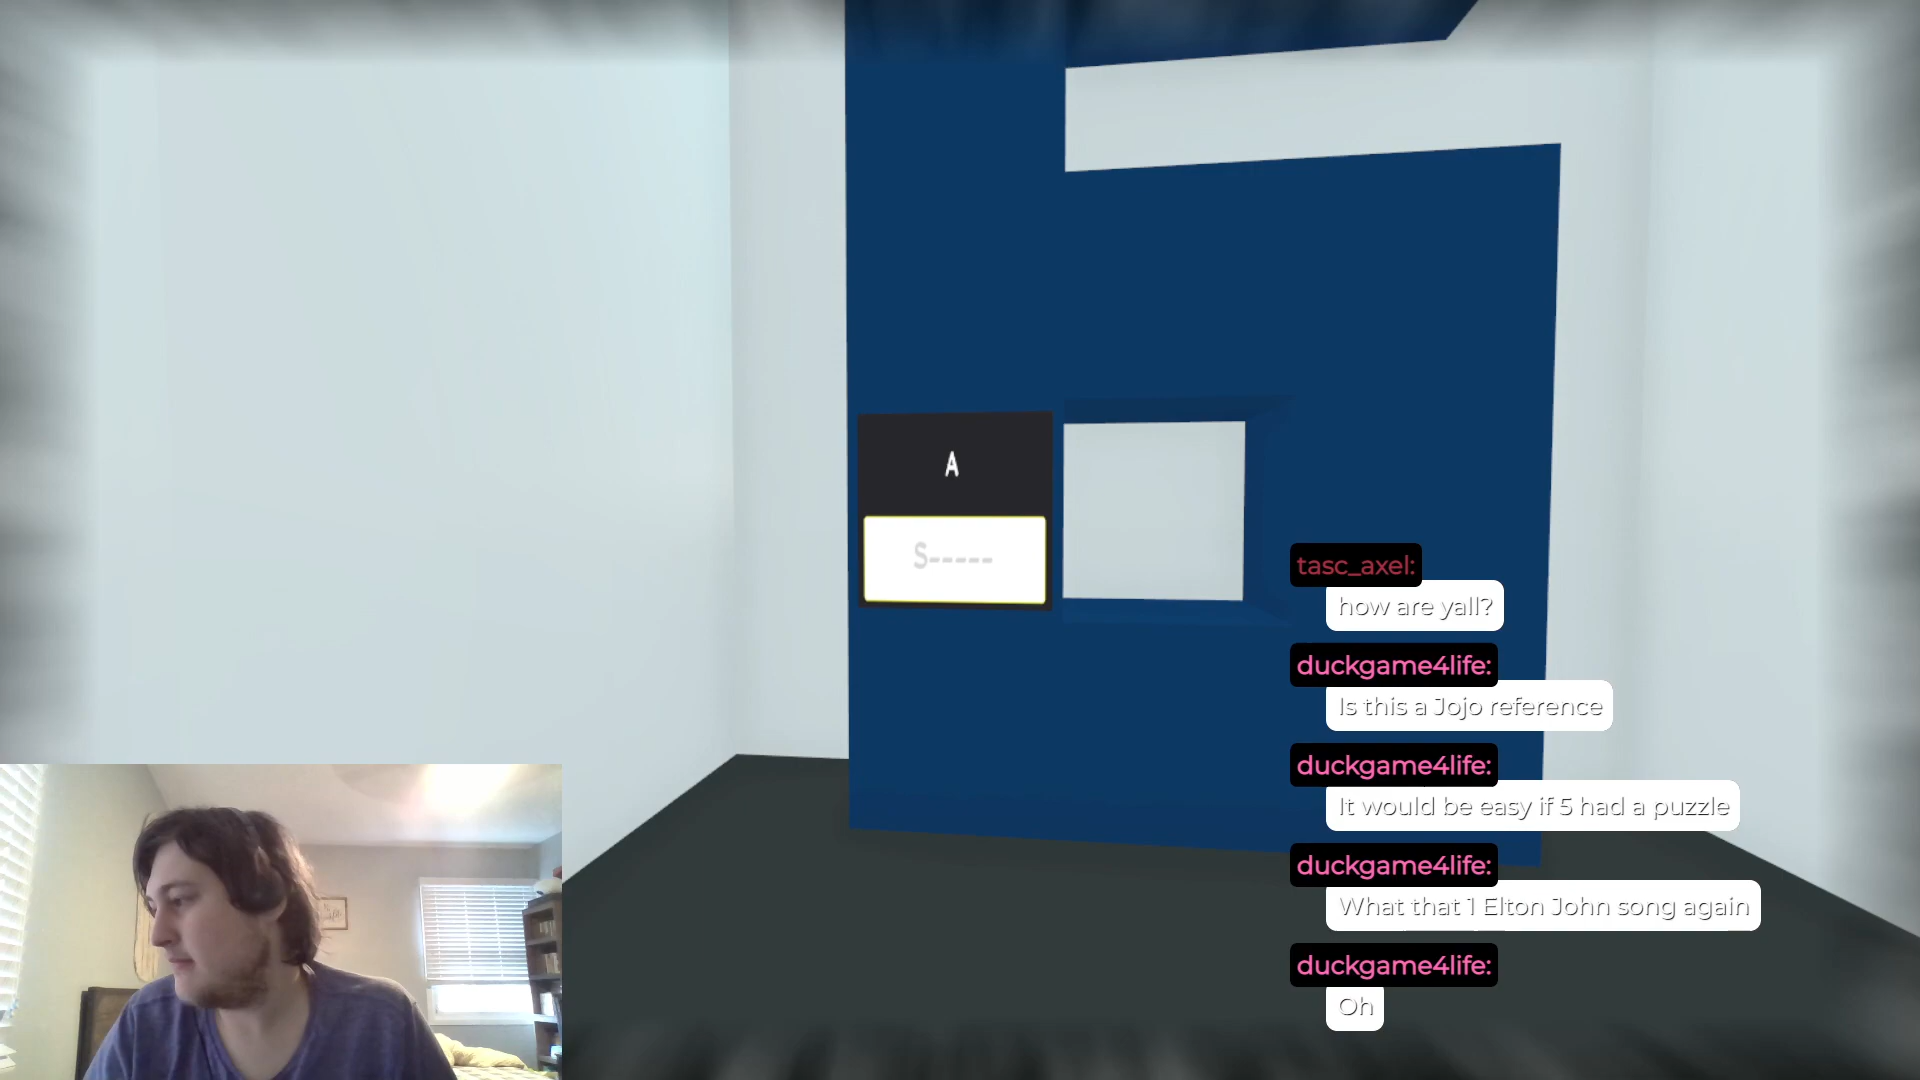 A
S-----
tasc_axel:
how are yall?
duckgame4life:
Is this a Jojo reference
duckgame4life:
It would be easy if 5 had a puzzle
duckgame4life:
What that 1 Elton John song again
duckgame4life:
Oh